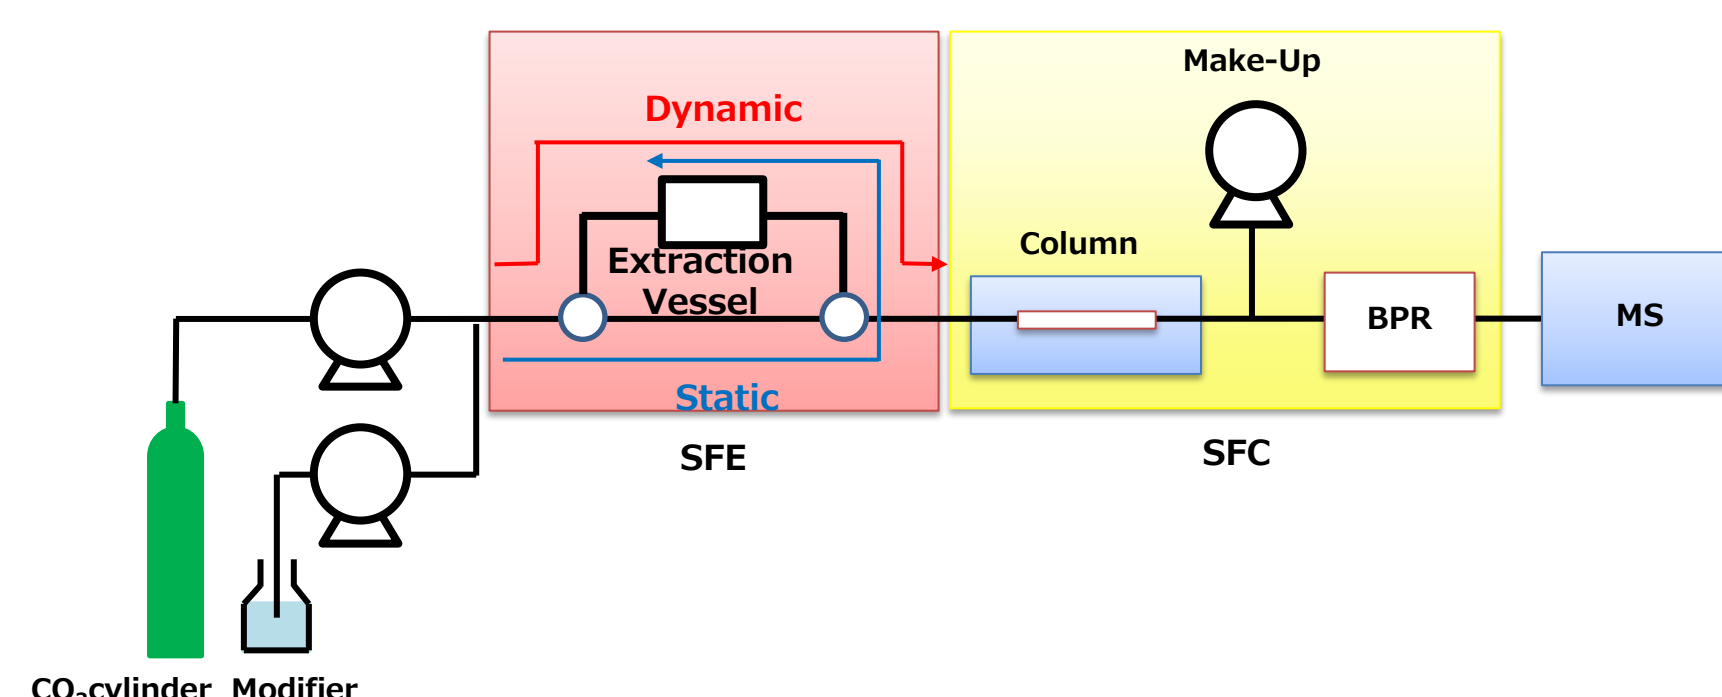 Make-Up
Dynamic
Column
Extraction
Vessel
BPR
MS
Static
SFE
SFC
CO₂cylinder
Modifier